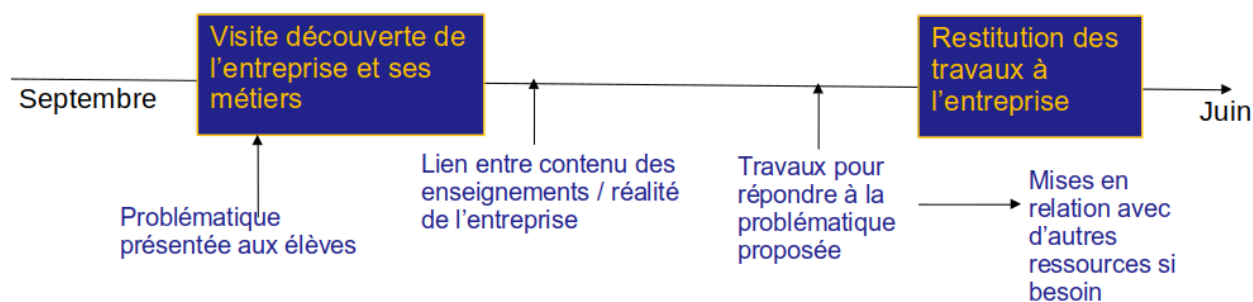 Visite découverte de
l'entreprise et ses
métiers
Restitution des
travaux à
l'entreprise
Septembre
Juin
Problématique
présentée aux élèves
Lien entre contenu des
enseignements / réalité
de l'entreprise
Travaux pour
répondre à la
problématique
proposée
Mises en
relation avec
d'autres
ressources si
besoin